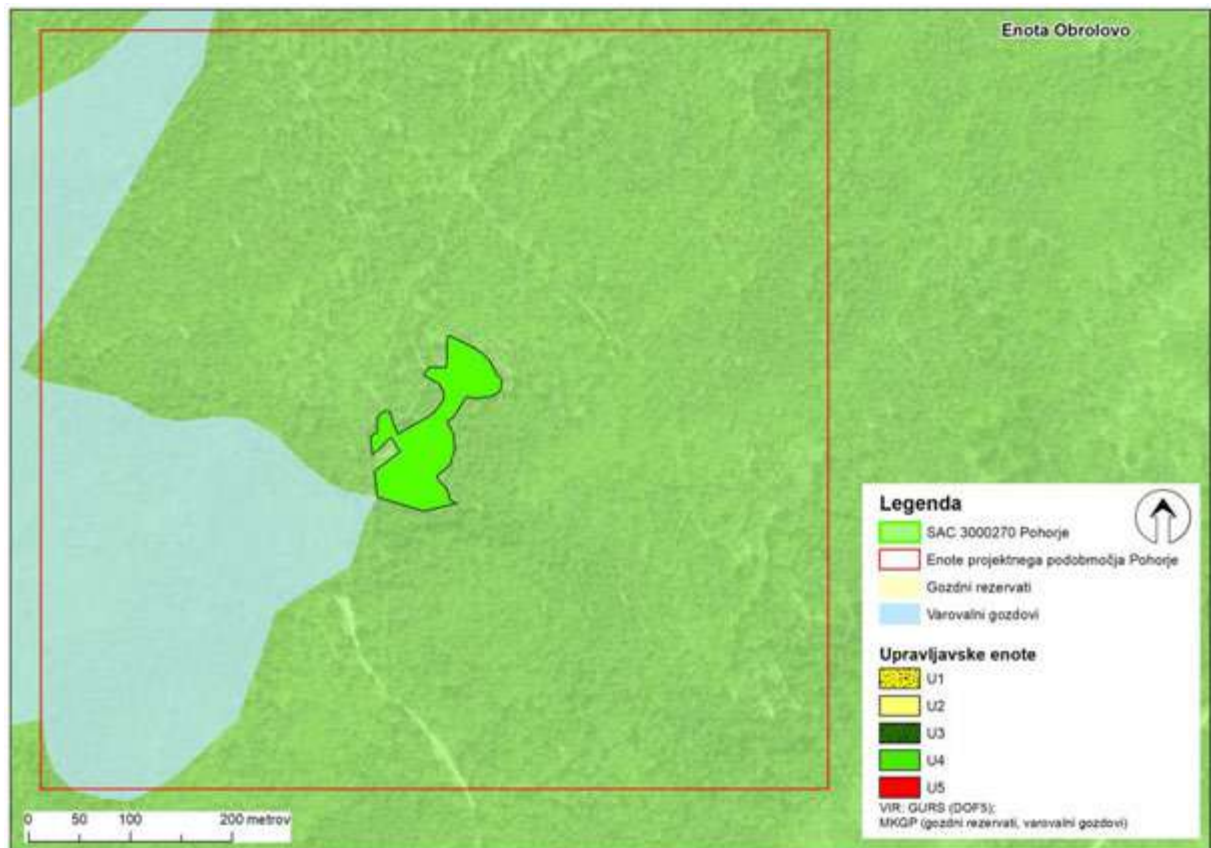 Enota Obrolovo
Legenda
SAC 3000270 Pohorje
Enote projektnega podobmočja Pohorje
Gozdni rezervati
Varovalni gozdovi
Upravljavske enote
U1
U2
U3
U4
U5
VIR: GURS (DOF5);
MKGP (gozdni rezervati, varovalni gozdovi)
0 50 100 200 metrov